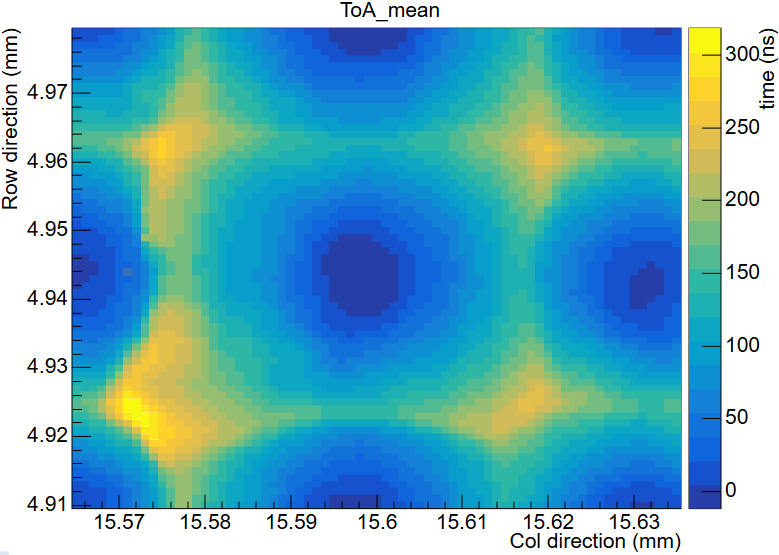 ToA_mean
Row direction (mm)
4.97
4.96
4.95
4.94
4.93
4.92
4.91
15.57 15.58 15.59 15.6 15.61 15.62 15.63
Col direction (mm)
300
250
200
150
100
50
0
time (ns)